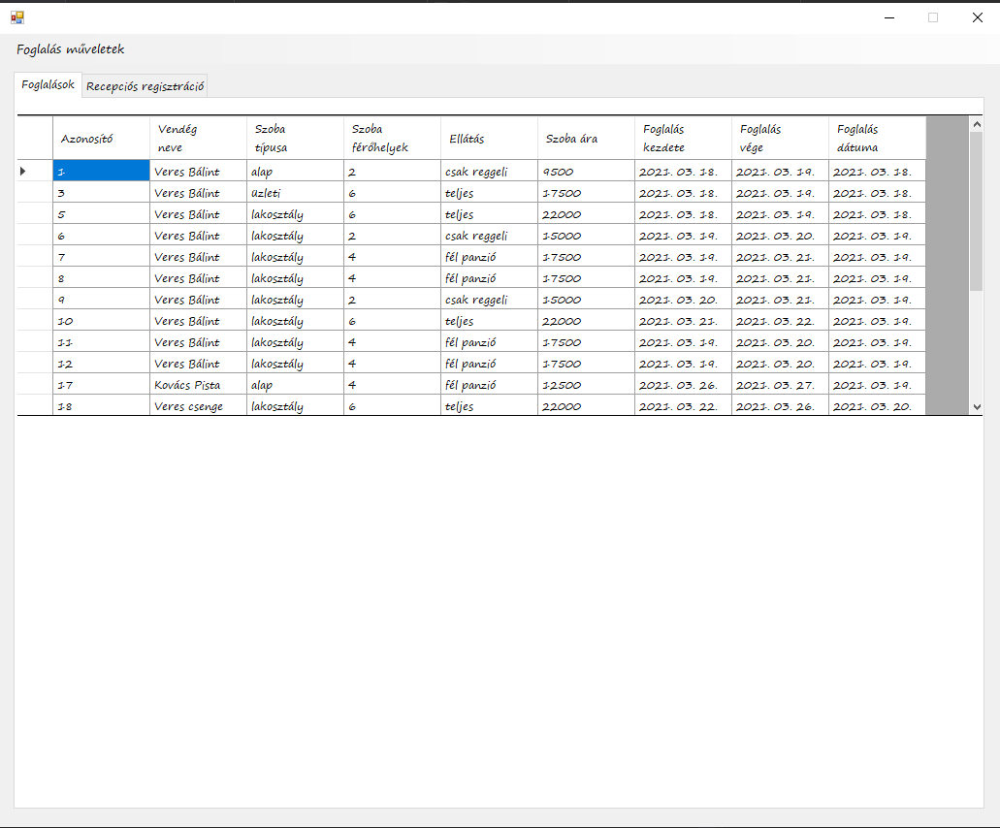 Foglalás műveletek
Foglalások Recepciós regisztráció
Azonosító Vendég neve Szoba típusa Szoba férőhelyek Ellátás Szoba ára Foglalás kezdete Foglalás vége Foglalás dátuma
1 Veres Bálint alap 2 csak reggeli 9500 2021. 03. 18. 2021. 03. 19. 2021. 03. 18.
3 Veres Bálint üzleti 6 teljes 17500 2021. 03. 18. 2021. 03. 19. 2021. 03. 18.
5 Veres Bálint lakosztály 6 teljes 22000 2021. 03. 18. 2021. 03. 19. 2021. 03. 18.
6 Veres Bálint lakosztály 2 csak reggeli 15000 2021. 03. 19. 2021. 03. 20. 2021. 03. 19.
7 Veres Bálint lakosztály 4 fél panzió 17500 2021. 03. 19. 2021. 03. 21. 2021. 03. 19.
8 Veres Bálint lakosztály 4 fél panzió 17500 2021. 03. 19. 2021. 03. 21. 2021. 03. 19.
9 Veres Bálint lakosztály 2 csak reggeli 15000 2021. 03. 20. 2021. 03. 21. 2021. 03. 19.
10 Veres Bálint lakosztály 6 teljes 22000 2021. 03. 21. 2021. 03. 22. 2021. 03. 19.
11 Veres Bálint lakosztály 4 fél panzió 17500 2021. 03. 19. 2021. 03. 20. 2021. 03. 19.
12 Veres Bálint lakosztály 4 fél panzió 17500 2021. 03. 19. 2021. 03. 20. 2021. 03. 19.
17 Kovács Pista alap 4 fél panzió 12500 2021. 03. 26. 2021. 03. 27. 2021. 03. 19.
18 Veres csenge lakosztály 6 teljes 22000 2021. 03. 22. 2021. 03. 26. 2021. 03. 20.